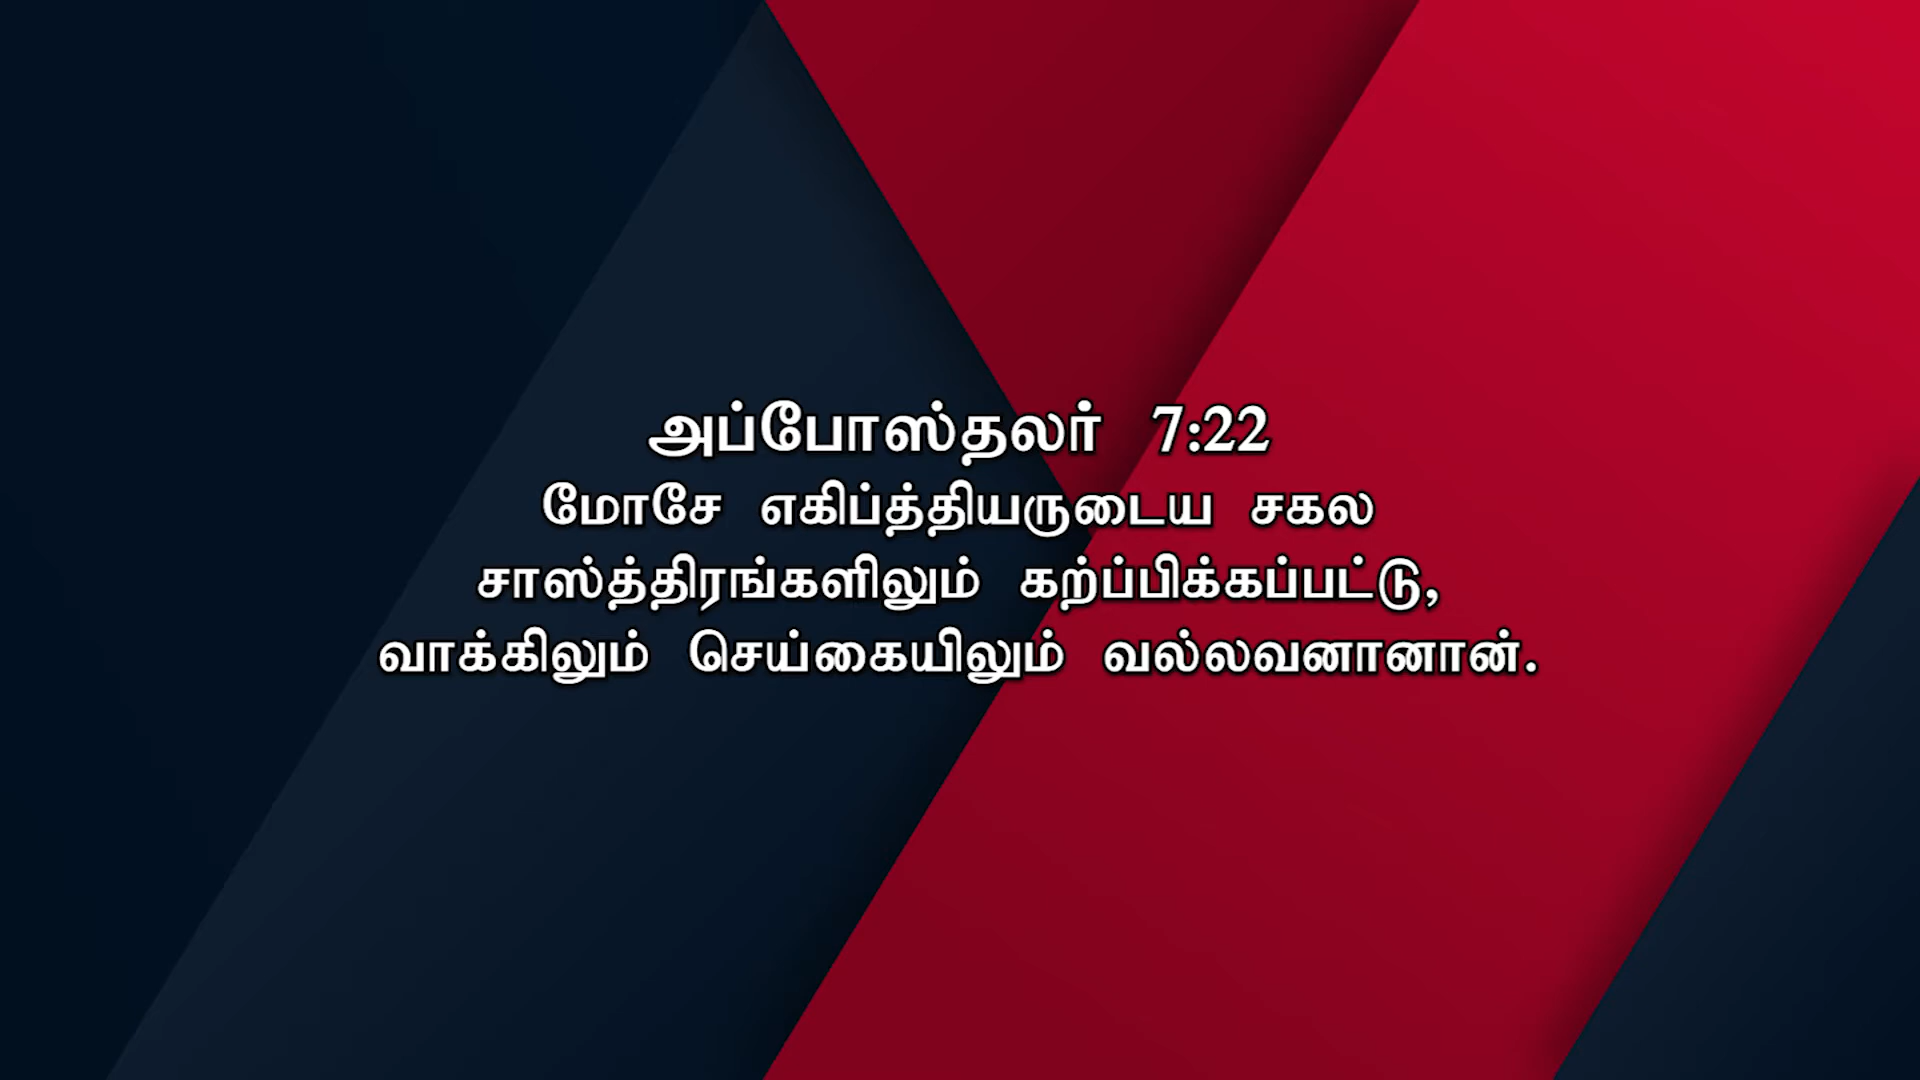 அப்போஸ்தலர் 7:22
மோசே எகிப்த்தியருடைய சகல
சாஸ்த்திரங்களிலும் கற்ப்பிக்கப்பட்டு,
வாக்கிலும் செய்கையிலும் வல்லவனானான்.